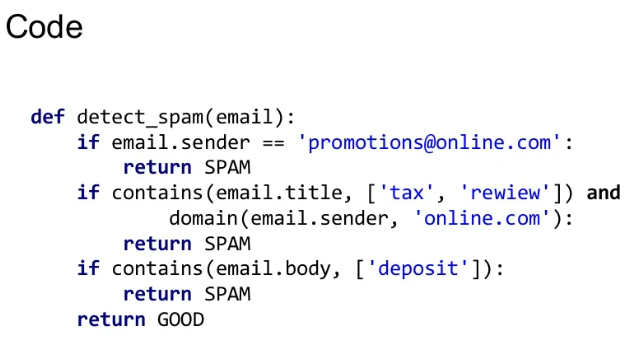 Code
def detect_spam(email):
if email.sender == 'promotions@online.com':
return SPAM
if contains(email.title, ['tax', 'rewiew']) and
domain(email.sender, 'online.com'):
return SPAM
if contains(email.body, ['deposit']):
return SPAM
return GOOD